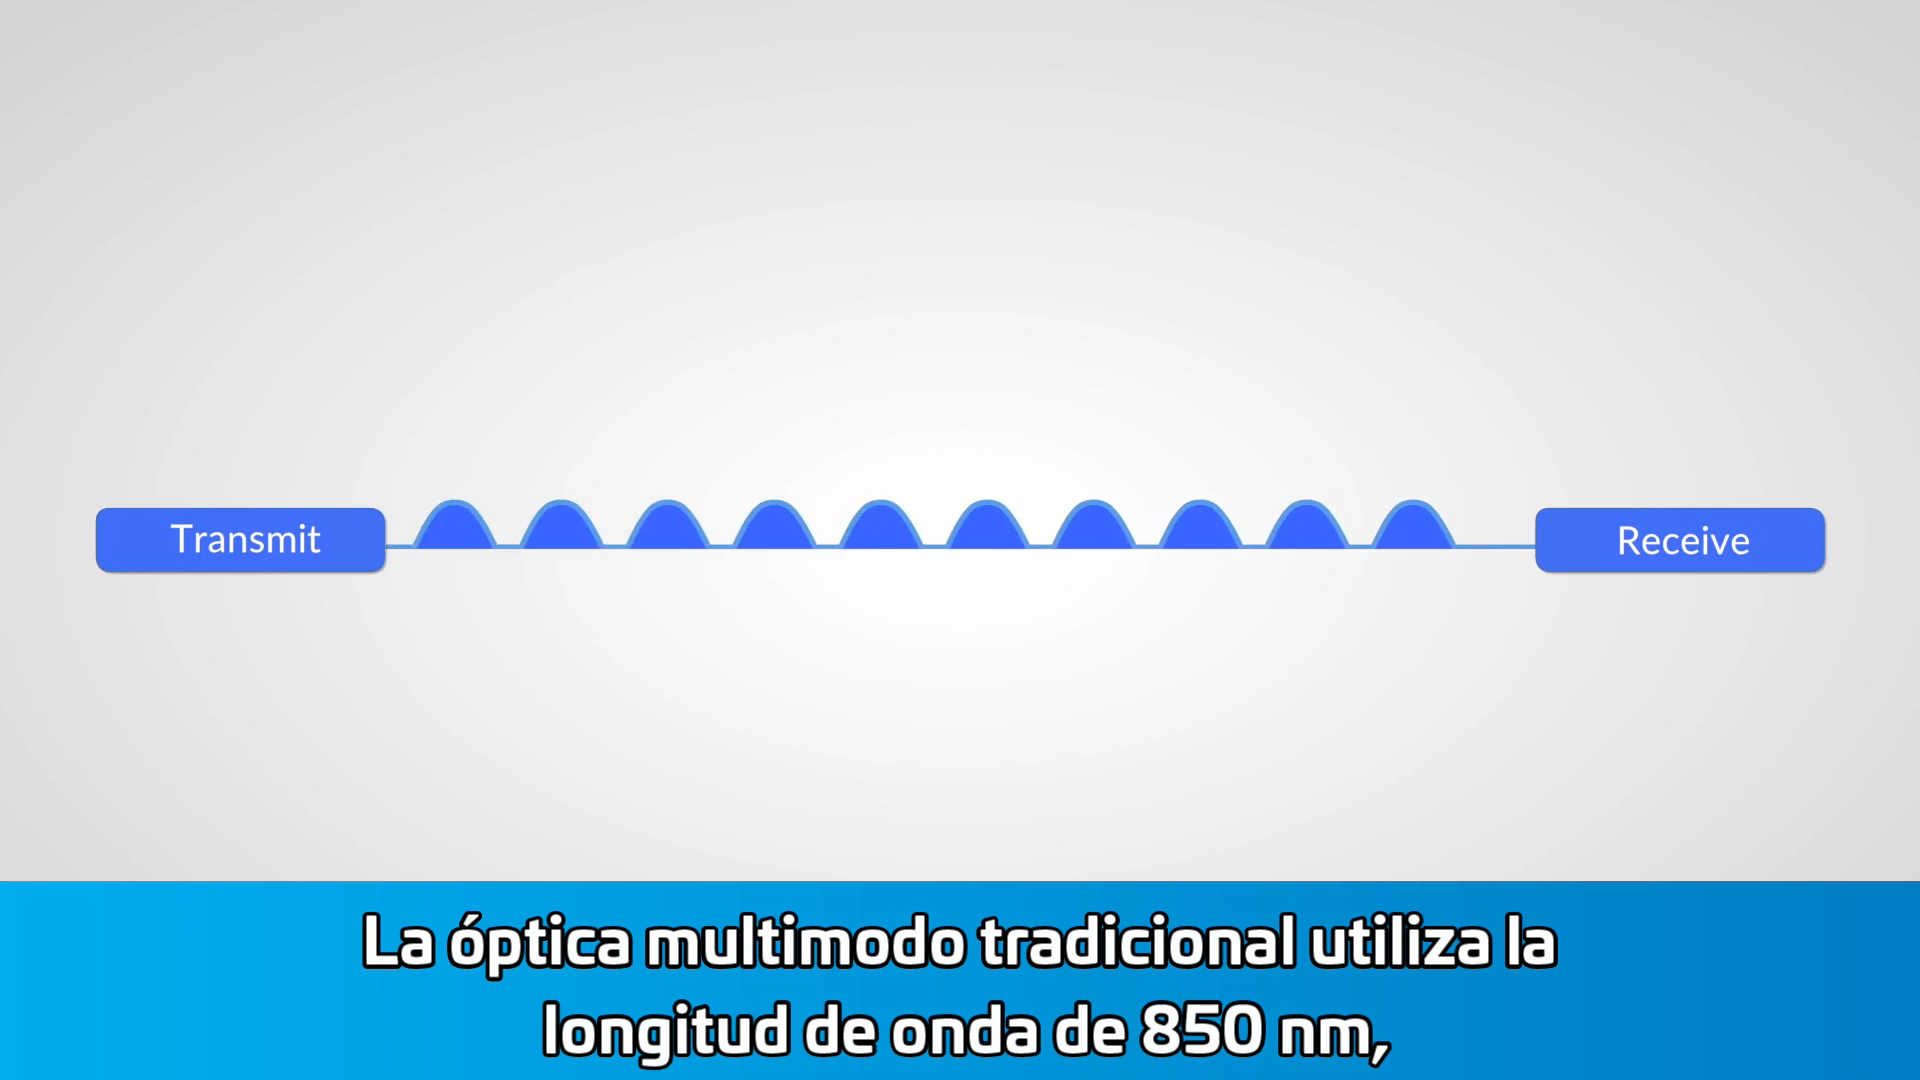 Transmit
Receive
La óptica multimodo tradicional utiliza la
longitud de onda de 850 nm,